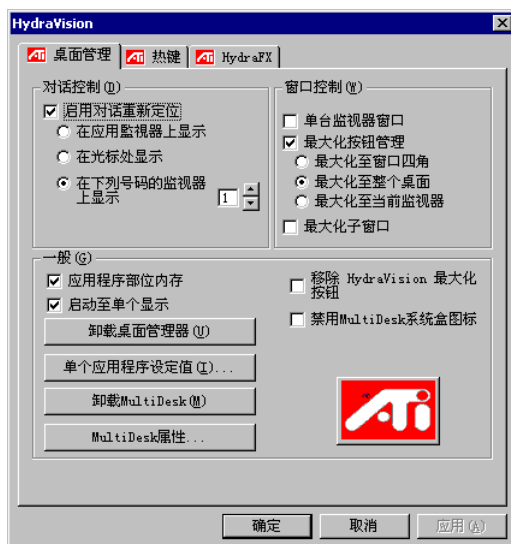 HydraVision
ATI 桌面管理 ATI 热键 ATI HydraFX
对话控制(D)
启用对话重新定位
在应用監視器上显示
在光标处显示
在下列号码的监视器
上显示
1
窗口控制(W)
单台监视器窗口
最大化按钮管理
最大化至窗口四角
最大化至整个桌面
最大化至当前监视器
最大化子窗口
一般(G)
应用程序部位内存
启动至单个显示
卸载桌面管理器(U)
单个应用程序设定值(I)...
卸载MultiDesk(M)
MultiDesk属性...
移除 HydraVision 最大化
按钮
禁用MultiDesk系统盒图标
ATI
确定 取消 应用(A)